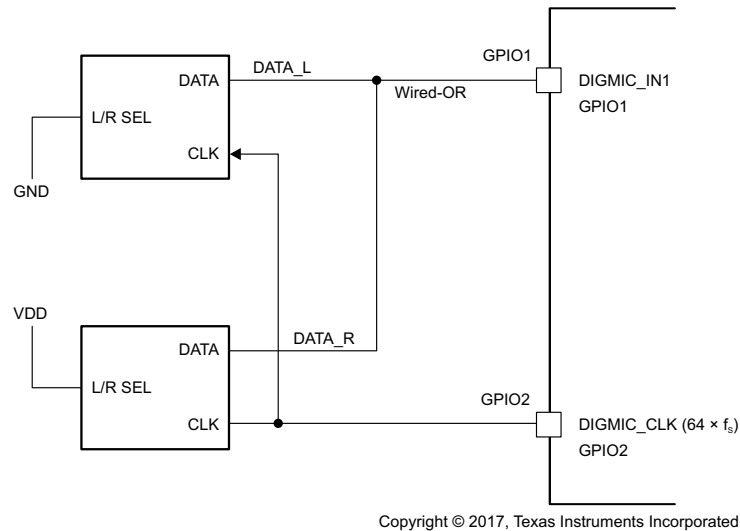 DATA
DATA_L
GPIO1
Wired-OR
DIGMIC_IN1
GPIO1
L/R SEL
CLK
GND
VDD
DATA
DATA_R
L/R SEL
CLK
GPIO2
DIGMIC_CLK (64 × fs)
GPIO2
Copyright © 2017, Texas Instruments Incorporated